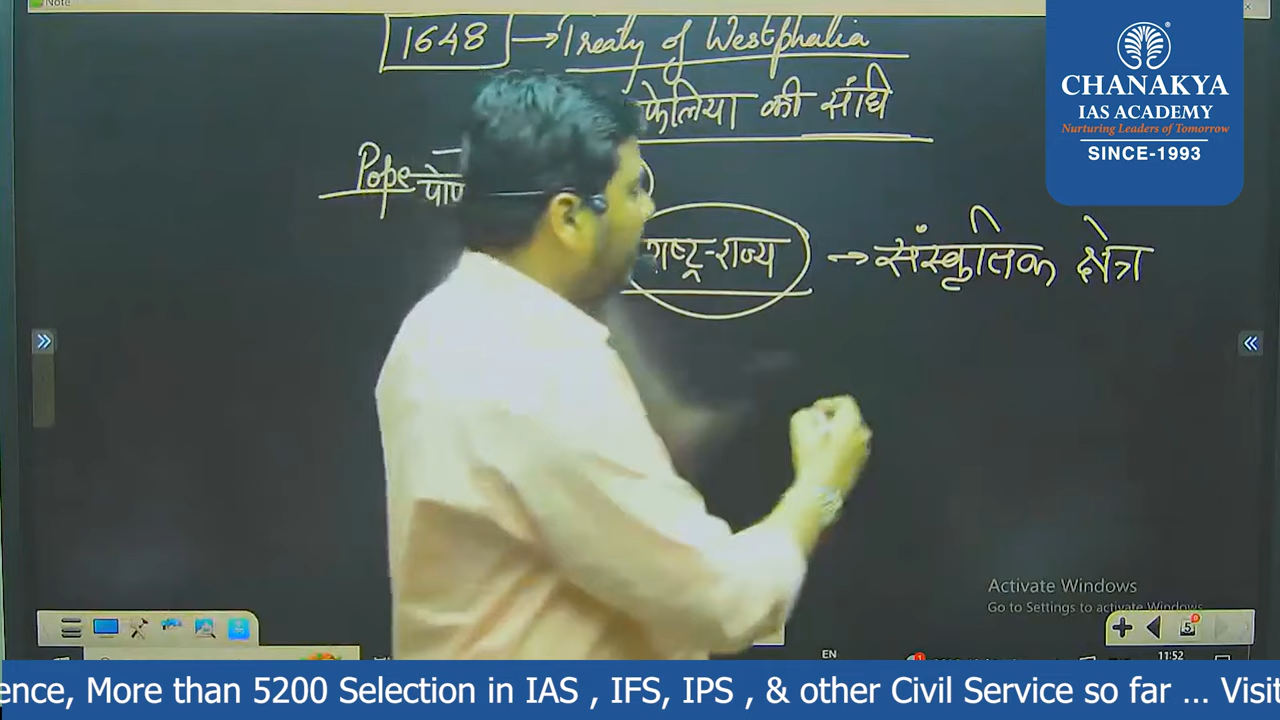 Note
1648 → Treaty of Westphalia
फेलिया की संधि
Pope
पोप
राष्ट्र-राज्य → संस्कृतिक क्षेत्र
CHANAKYA
IAS ACADEMY
Nurturing Leaders of Tomorrow
SINCE-1993
Activate Windows
Go to Settings to activate Windows.
5
EN
11:52
ence, More than 5200 Selection in IAS , IFS, IPS , & other Civil Service so far ... Visit